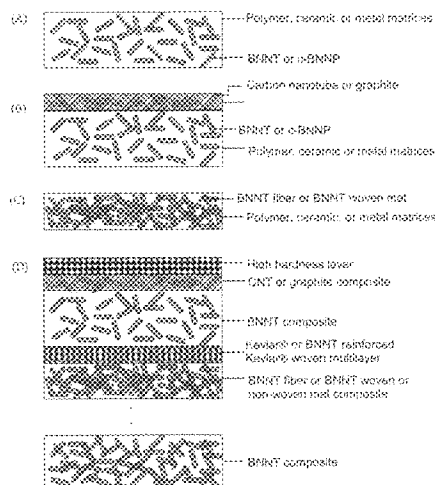 (A)
Polymer, ceramic, or metal matrices
BNNT or c-BNNP
(B)
Carbon nanotube or graphite
BNNT or c-BNNP
Polymer, ceramic or metal matrices
(C)
BNNT fiber or BNNT woven mat
Polymer, ceramic, or metal matrices
(D)
High hardness layer
CNT or graphite composite
BNNT composite
Kevlar® or BNNT reinforced
Kevlar® woven multilayer
BNNT fiber or BNNT woven or
non-woven mat composite
BNNT composite